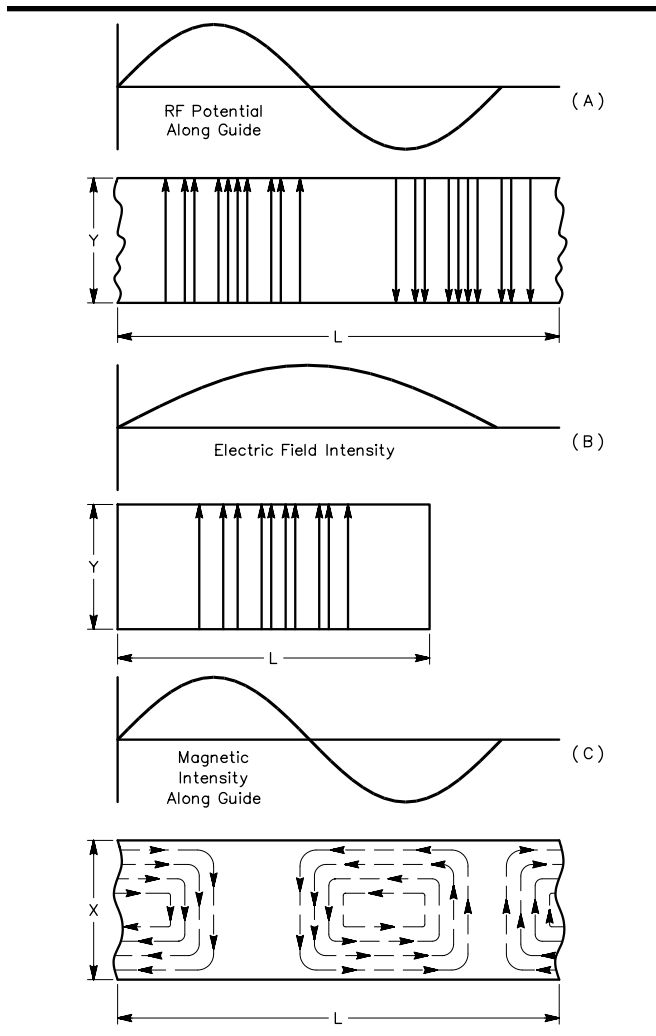 (A)
RF Potential
Along Guide
Y
L
(B)
Electric Field Intensity
Y
L
(C)
Magnetic
Intensity
Along Guide
X
L